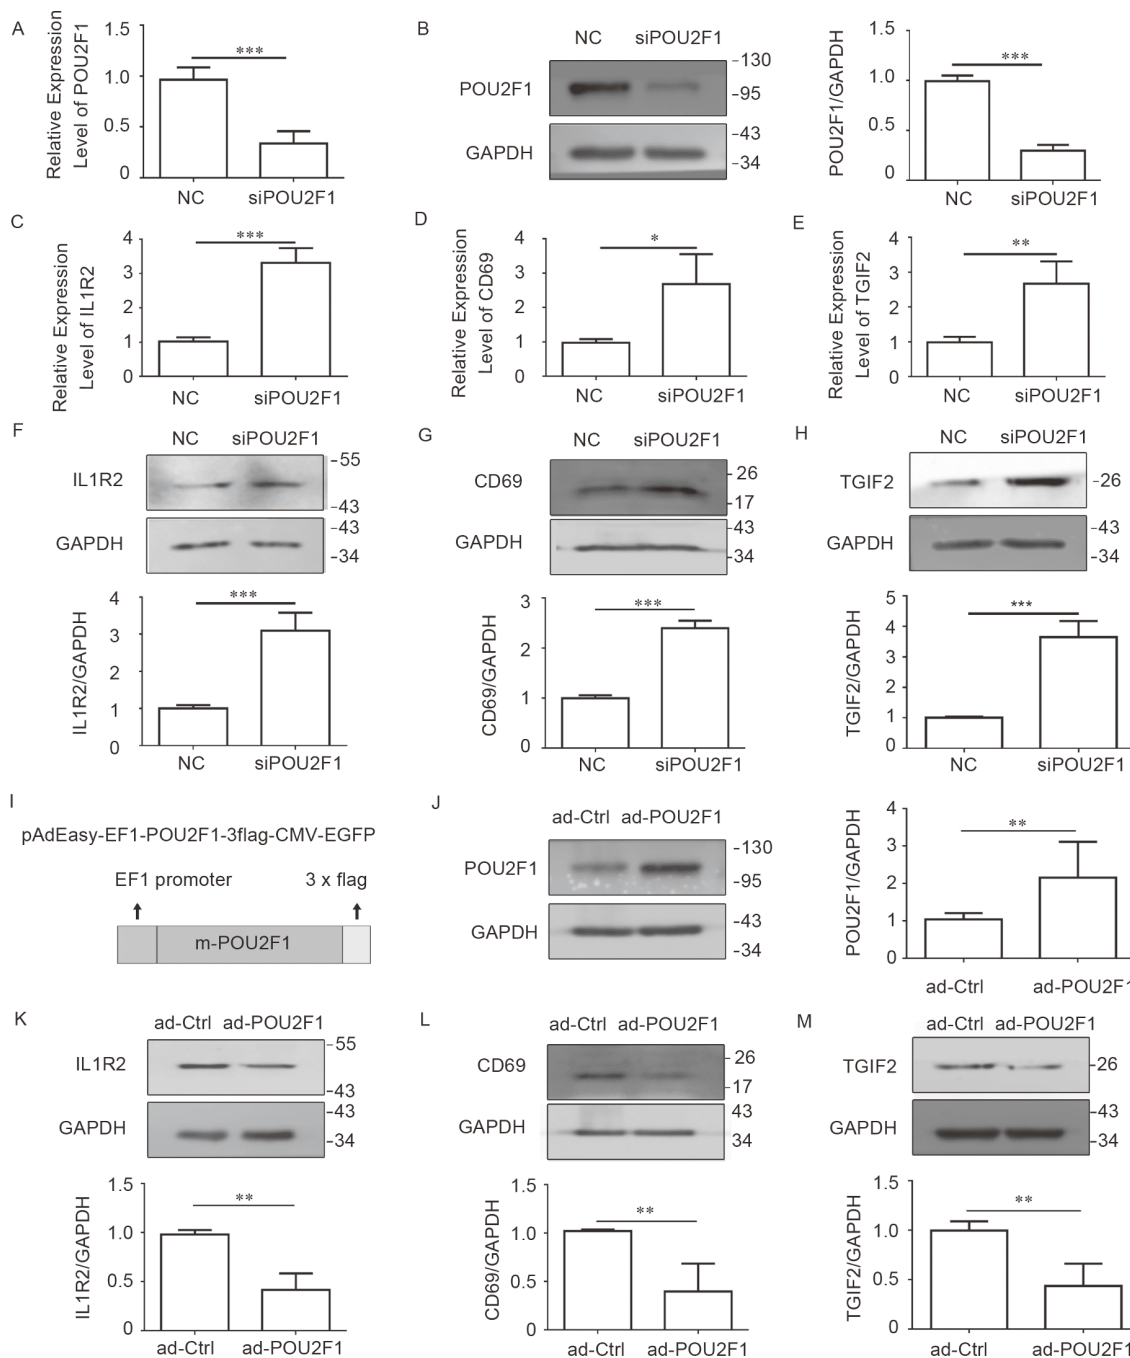 A
Relative Expression
Level of POU2F1
1.5
1.0
0.5
0
***
NC siPOU2F1
B
NC siPOU2F1
POU2F1
-130
-95
GAPDH
-43
-34
POU2F1/GAPDH
1.5
1.0
0.5
0
***
NC siPOU2F1
C
Relative Expression
Level of IL1R2
4
3
2
1
0
***
NC siPOU2F1
D
Relative Expression
Level of CD69
4
3
2
1
0
*
NC siPOU2F1
E
Relative Expression
Level of TGIF2
4
3
2
1
0
**
NC siPOU2F1
F
NC siPOU2F1
IL1R2
-55
-43
GAPDH
-43
-34
IL1R2/GAPDH
4
3
2
1
0
***
NC siPOU2F1
G
NC siPOU2F1
CD69
26
17
GAPDH
-43
-34
CD69/GAPDH
3
2
1
0
***
NC siPOU2F1
H
NC siPOU2F1
TGIF2
-26
GAPDH
-43
-34
TGIF2/GAPDH
5
4
3
2
1
0
***
NC siPOU2F1
I
pAdEasy-EF1-POU2F1-3flag-CMV-EGFP
EF1 promoter 3 x flag
m-POU2F1
J
ad-Ctrl ad-POU2F1
POU2F1
-130
-95
GAPDH
-43
-34
POU2F1/GAPDH
4
3
2
1
0
**
ad-Ctrl ad-POU2F1
K
ad-Ctrl ad-POU2F1
IL1R2
-55
-43
GAPDH
-43
-34
IL1R2/GAPDH
1.5
1.0
0.5
0
**
ad-Ctrl ad-POU2F1
L
ad-Ctrl ad-POU2F1
CD69
26
-17
GAPDH
43
34
CD69/GAPDH
1.5
1.0
0.5
0
**
ad-Ctrl ad-POU2F1
M
ad-Ctrl ad-POU2F1
TGIF2
-26
GAPDH
-43
-34
TGIF2/GAPDH
1.5
1.0
0.5
0
**
ad-Ctrl ad-POU2F1